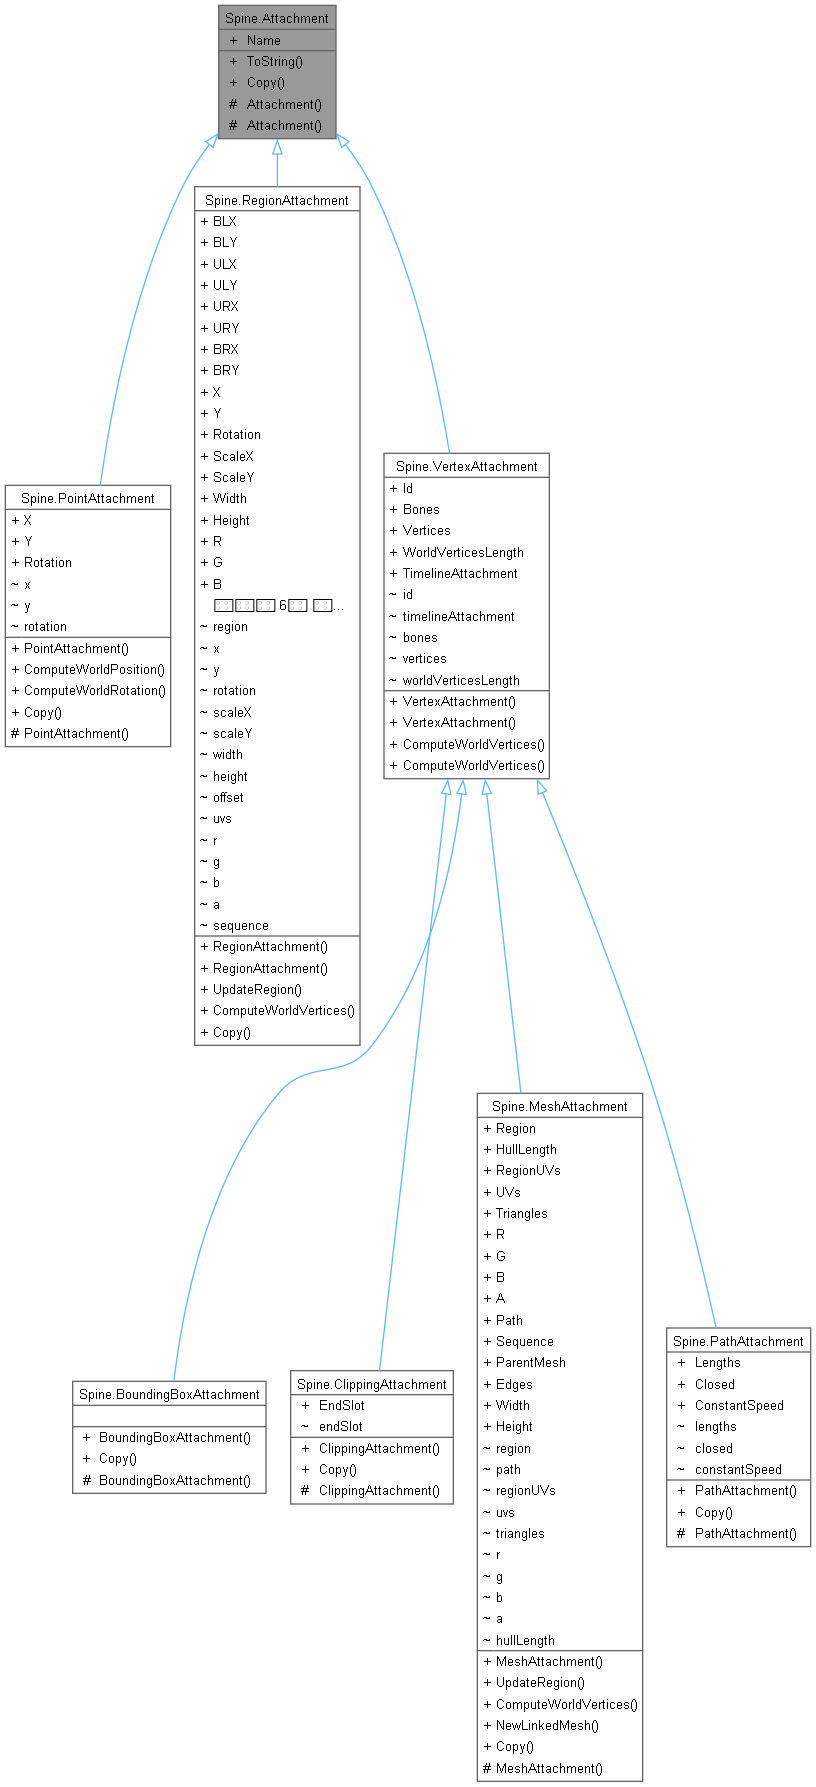 Spine.Attachment
+ Name
+ ToString()
+ Copy()
# Attachment()
# Attachment()
Spine.RegionAttachment
+ BLX
+ BLY
+ ULX
+ ULY
+ URX
+ URY
+ BRX
+ BRY
+ X
+ Y
+ Rotation
+ ScaleX
+ ScaleY
+ Width
+ Height
+ R
+ G
+ B
6 ...
~ region
~ x
~ y
~ rotation
~ scaleX
~ scaleY
~ width
~ height
~ offset
~ uvs
~ r
~ g
~ b
~ a
~ sequence
+ RegionAttachment()
+ RegionAttachment()
+ UpdateRegion()
+ ComputeWorldVertices()
+ Copy()
Spine.VertexAttachment
+ Id
+ Bones
+ Vertices
+ WorldVerticesLength
+ TimelineAttachment
~ id
~ timelineAttachment
~ bones
~ vertices
~ worldVerticesLength
+ VertexAttachment()
+ VertexAttachment()
+ ComputeWorldVertices()
+ ComputeWorldVertices()
Spine.PointAttachment
+ X
+ Y
+ Rotation
~ x
~ y
~ rotation
+ PointAttachment()
+ ComputeWorldPosition()
+ ComputeWorldRotation()
+ Copy()
# PointAttachment()
Spine.MeshAttachment
+ Region
+ HullLength
+ RegionUVs
+ UVs
+ Triangles
+ R
+ G
+ B
+ A
+ Path
+ Sequence
+ ParentMesh
+ Edges
+ Width
+ Height
~ region
~ path
~ regionUVs
~ uvs
~ triangles
~ r
~ g
~ b
~ a
~ hullLength
+ MeshAttachment()
+ UpdateRegion()
+ ComputeWorldVertices()
+ NewLinkedMesh()
+ Copy()
# MeshAttachment()
Spine.PathAttachment
+ Lengths
+ Closed
+ ConstantSpeed
~ lengths
~ closed
~ constantSpeed
+ PathAttachment()
+ Copy()
# PathAttachment()
Spine.ClippingAttachment
+ EndSlot
~ endSlot
+ ClippingAttachment()
+ Copy()
# ClippingAttachment()
Spine.BoundingBoxAttachment
+ BoundingBoxAttachment()
+ Copy()
# BoundingBoxAttachment()